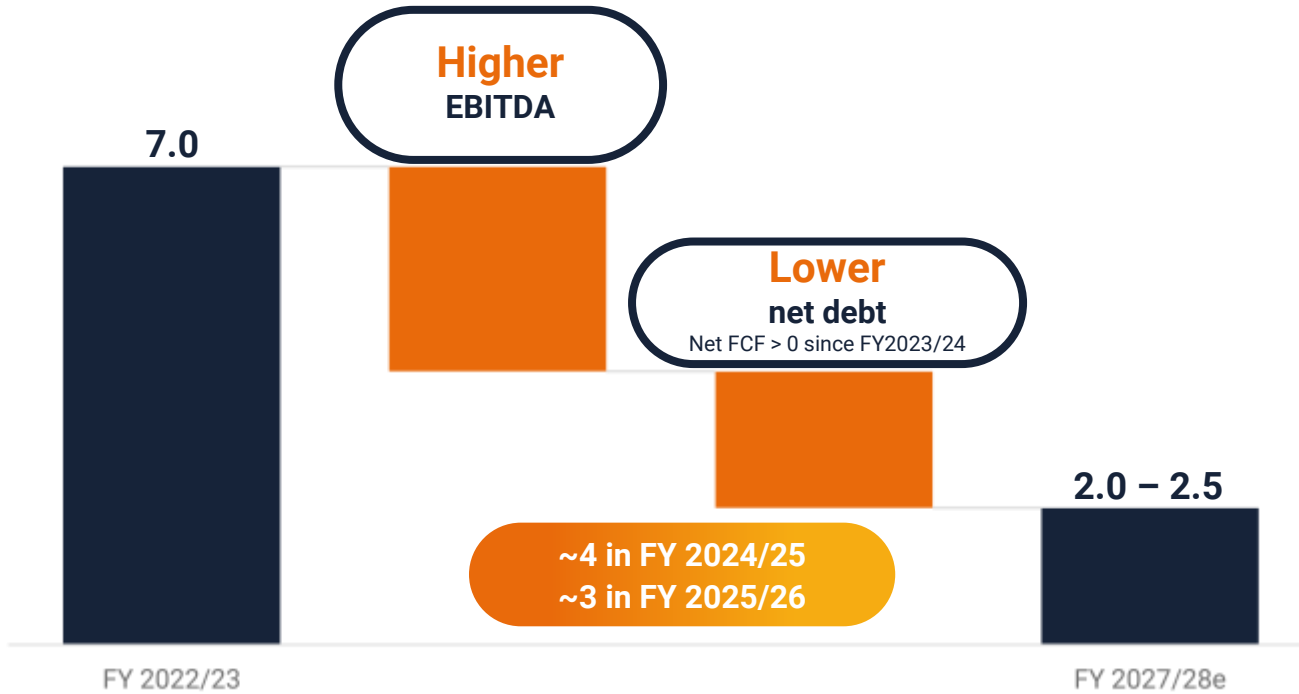 Higher
EBITDA
7.0
Lower
net debt
Net FCF > 0 since FY2023/24
2.0 – 2.5
~4 in FY 2024/25
~3 in FY 2025/26
FY 2022/23
FY 2027/28e